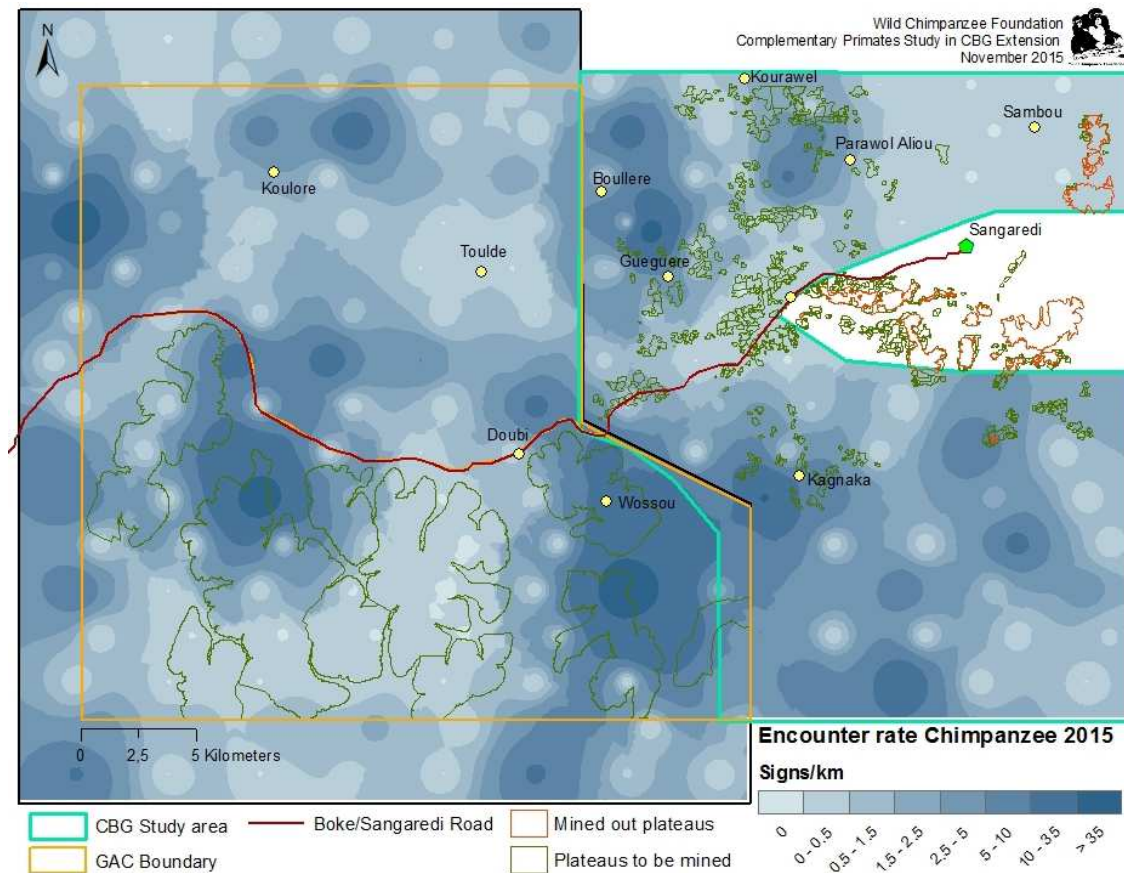 Wild Chimpanzee Foundation
Complementary Primates Study in CBG Extension
November 2015
N
Kourawel
Sambou
Parawol Aliou
Koulore
Boullere
Sangaredi
Toulde
Gueguere
Doubi
Kagnaka
Wossou
0 2,5 5 Kilometers
Encounter rate Chimpanzee 2015
Signs/km
0
0 - 0.5
0.5 - 1.5
1.5 - 2.5
2.5 - 5
5 - 10
10 - 35
> 35
CBG Study area
Boke/Sangaredi Road
Mined out plateaus
GAC Boundary
Plateaus to be mined